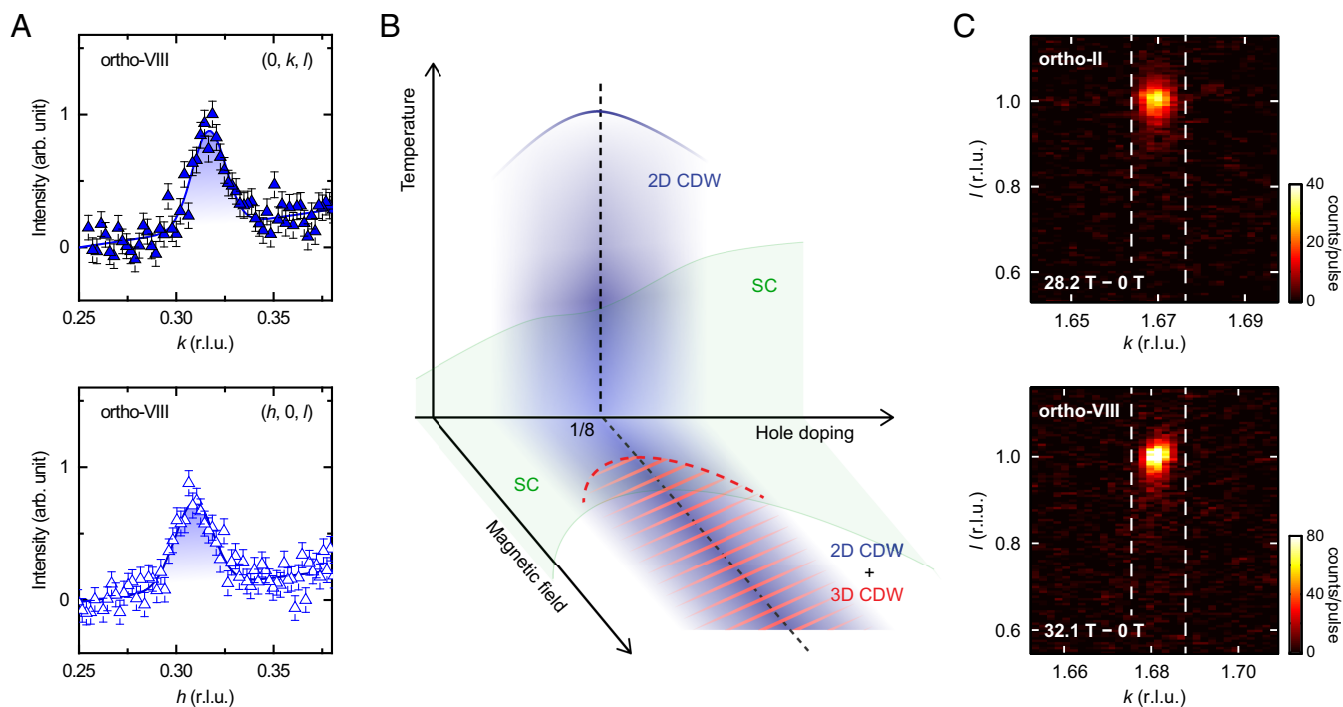 A
ortho-VIII
(0, k, l)
Intensity (arb. unit)
1
0
0.25
0.30
0.35
k (r.l.u.)
ortho-VIII
(h, 0, l)
Intensity (arb. unit)
1
0
0.25
0.30
0.35
h (r.l.u.)
B
Temperature
2D CDW
SC
1/8
Hole doping
SC
Magnetic field
2D CDW
+
3D CDW
C
ortho-II
l (r.l.u.)
1.0
0.8
0.6
28.2 T − 0 T
1.65
1.67
1.69
k (r.l.u.)
40
20
0
counts/pulse
ortho-VIII
l (r.l.u.)
1.0
0.8
0.6
32.1 T − 0 T
1.66
1.68
1.70
k (r.l.u.)
80
40
0
counts/pulse